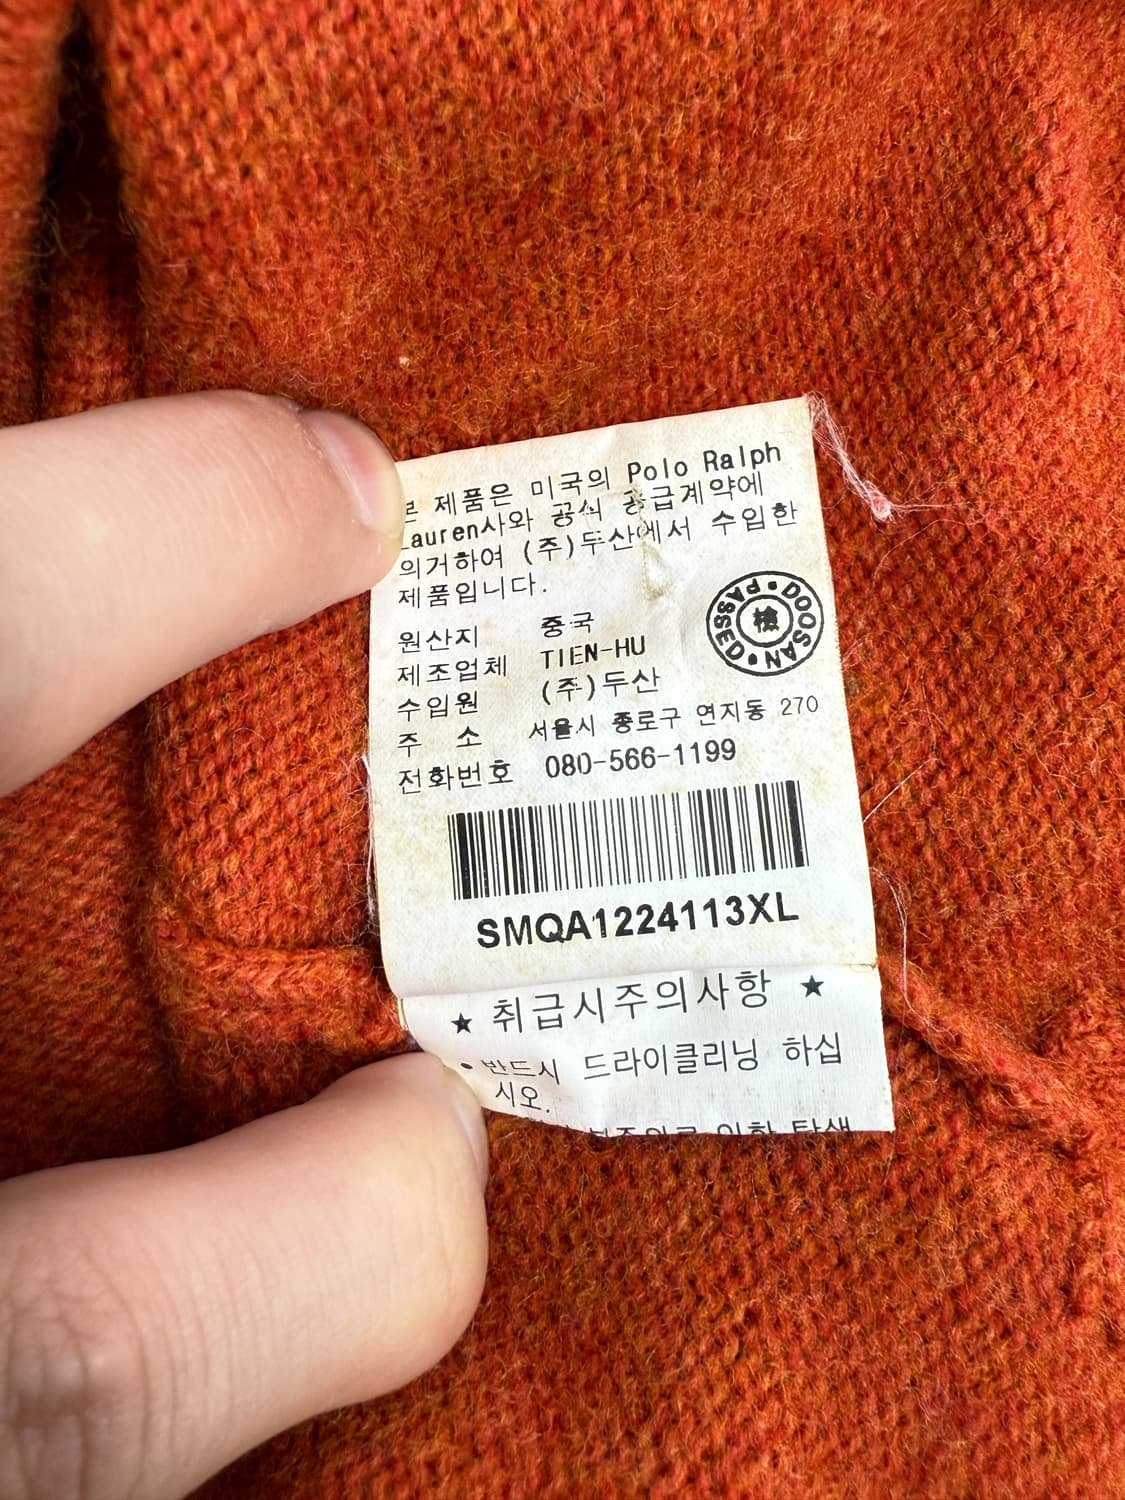 제품은 미국의 Polo Ralph
Lauren사와 공식 공급계약에
의거하여 (주)두산에서 수입한
제품입니다.
원산지 중국
제조업체 TIEN-HU
수입원 (주)두산
주 소 서울시 종로구 연지동 270
전화번호 080-566-1199
DOOSAN • PASSED •
檢
SMQA1224113XL
★ 취급시주의사항 ★
• 반드시 드라이클리닝 하십
시오.